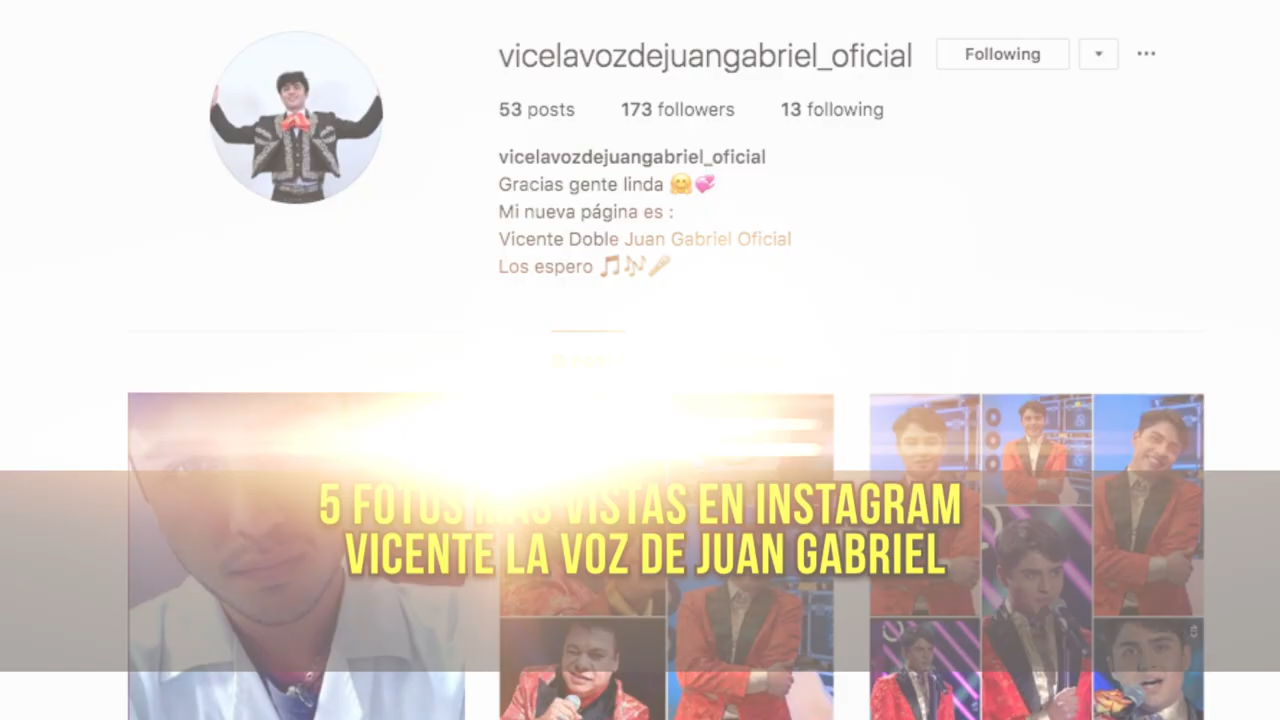 vicelavozdejuangabriel_oficial Following
53 posts 173 followers 13 following
vicelavozdejuangabriel_oficial
Gracias gente linda 🤗💞
Mi nueva página es :
Vicente Doble Juan Gabriel Oficial
Los espero 🎵🎶🎤
5 FOTOS MAS VISTAS EN INSTAGRAM
VICENTE LA VOZ DE JUAN GABRIEL